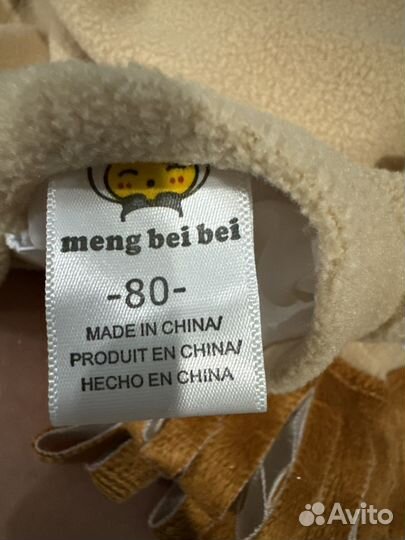 meng bei bei
-80-
MADE IN CHINA/
PRODUIT EN CHINA/
HECHO EN CHINA
Avito